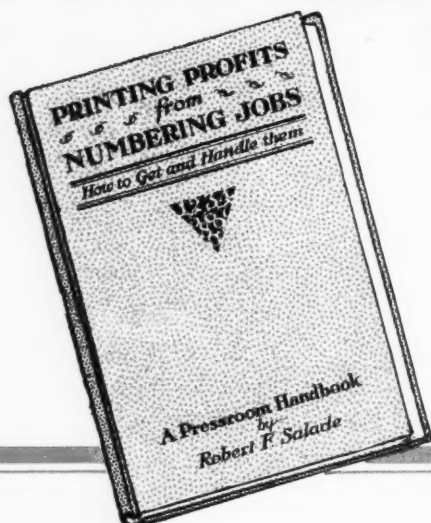 PRINTING PROFITS
from
NUMBERING JOBS
How to Get and Handle them
A Pressroom Handbook
by
Robert F. Salade